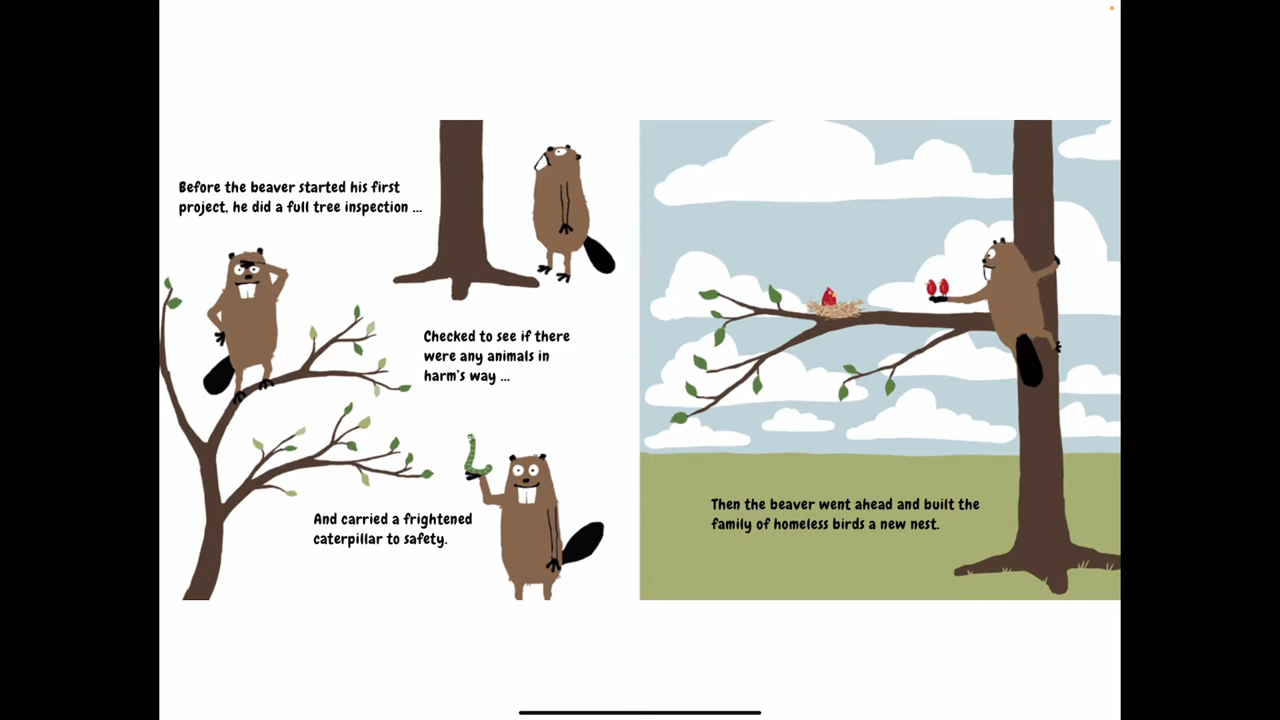 Before the beaver started his first
project, he did a full tree inspection ...
Checked to see if there
were any animals in
harm's way ...
And carried a frightened
caterpillar to safety.
Then the beaver went ahead and built the
family of homeless birds a new nest.